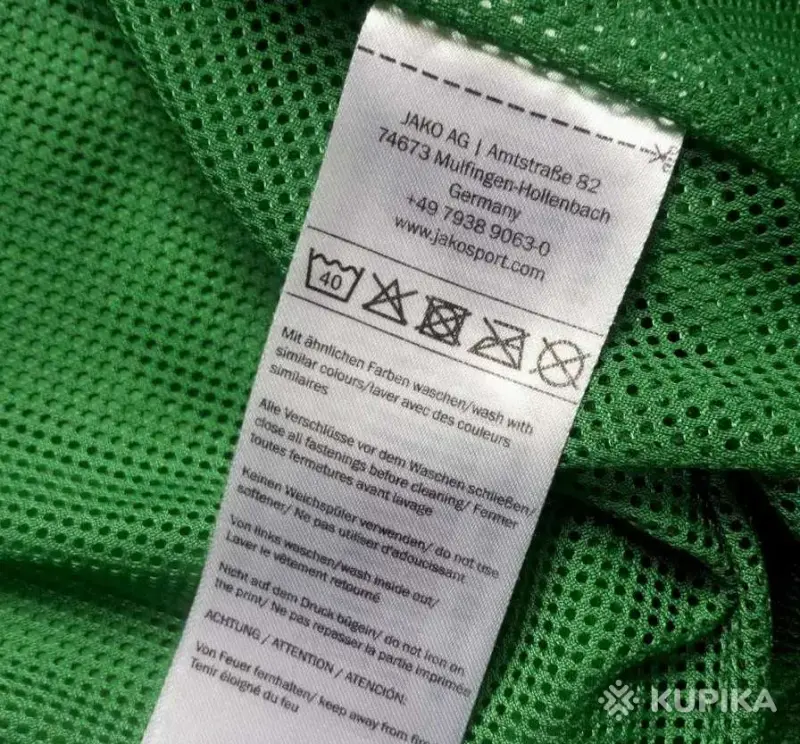 JAKO AG | Amtstraße 82
74673 Mulfingen-Hollenbach
Germany
+49 7938 9063-0
www.jakosport.com
40
Mit ähnlichen Farben waschen/wash with
similar colours/laver avec des couleurs
similaires
Alle Verschlüsse vor dem Waschen schließen/
close all fastenings before cleaning/ Fermer
toutes fermetures avant lavage
Keinen Weichspüler verwenden/ do not use
softener/ Ne pas utiliser d'adoucissant
Von links waschen/wash inside out/
Laver le vêtement retourné
Nicht auf dem Druck bügeln/ do not iron on
the print/ Ne pas repasser la partie imprimée
ACHTUNG / ATTENTION / ATENCIÓN:
Von Feuer fernhalten/ keep away from fire
Tenir éloigné du feu
KUPIKA